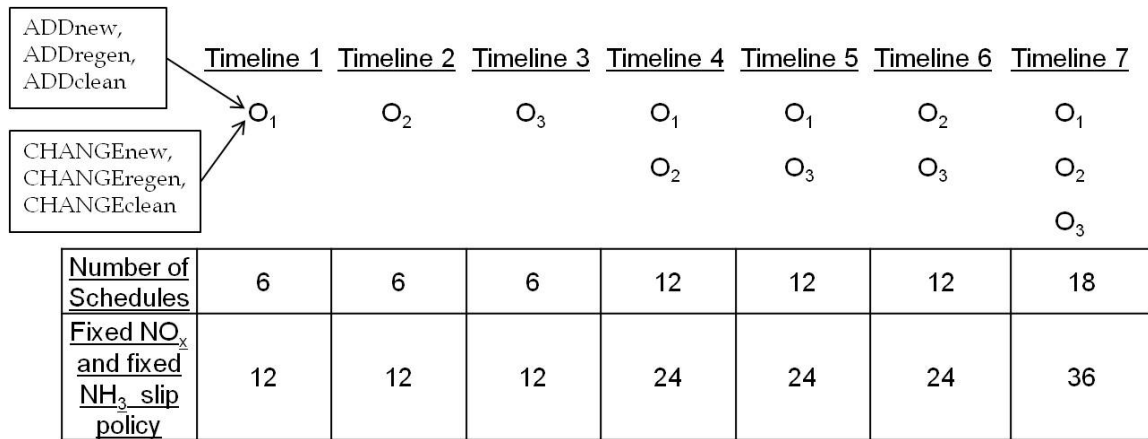 ADDnew,
ADDregen,
ADDclean
Timeline 1 Timeline 2 Timeline 3 Timeline 4 Timeline 5 Timeline 6 Timeline 7
O₁ O₂ O₃ O₁ O₁ O₂ O₁
CHANGEnew,
CHANGEregen,
CHANGEclean
O₂ O₃ O₃ O₂
O₃
Number of
Schedules
6 6 6 12 12 12 18
Fixed NOₓ
and fixed
NH₃ slip
policy
12 12 12 24 24 24 36